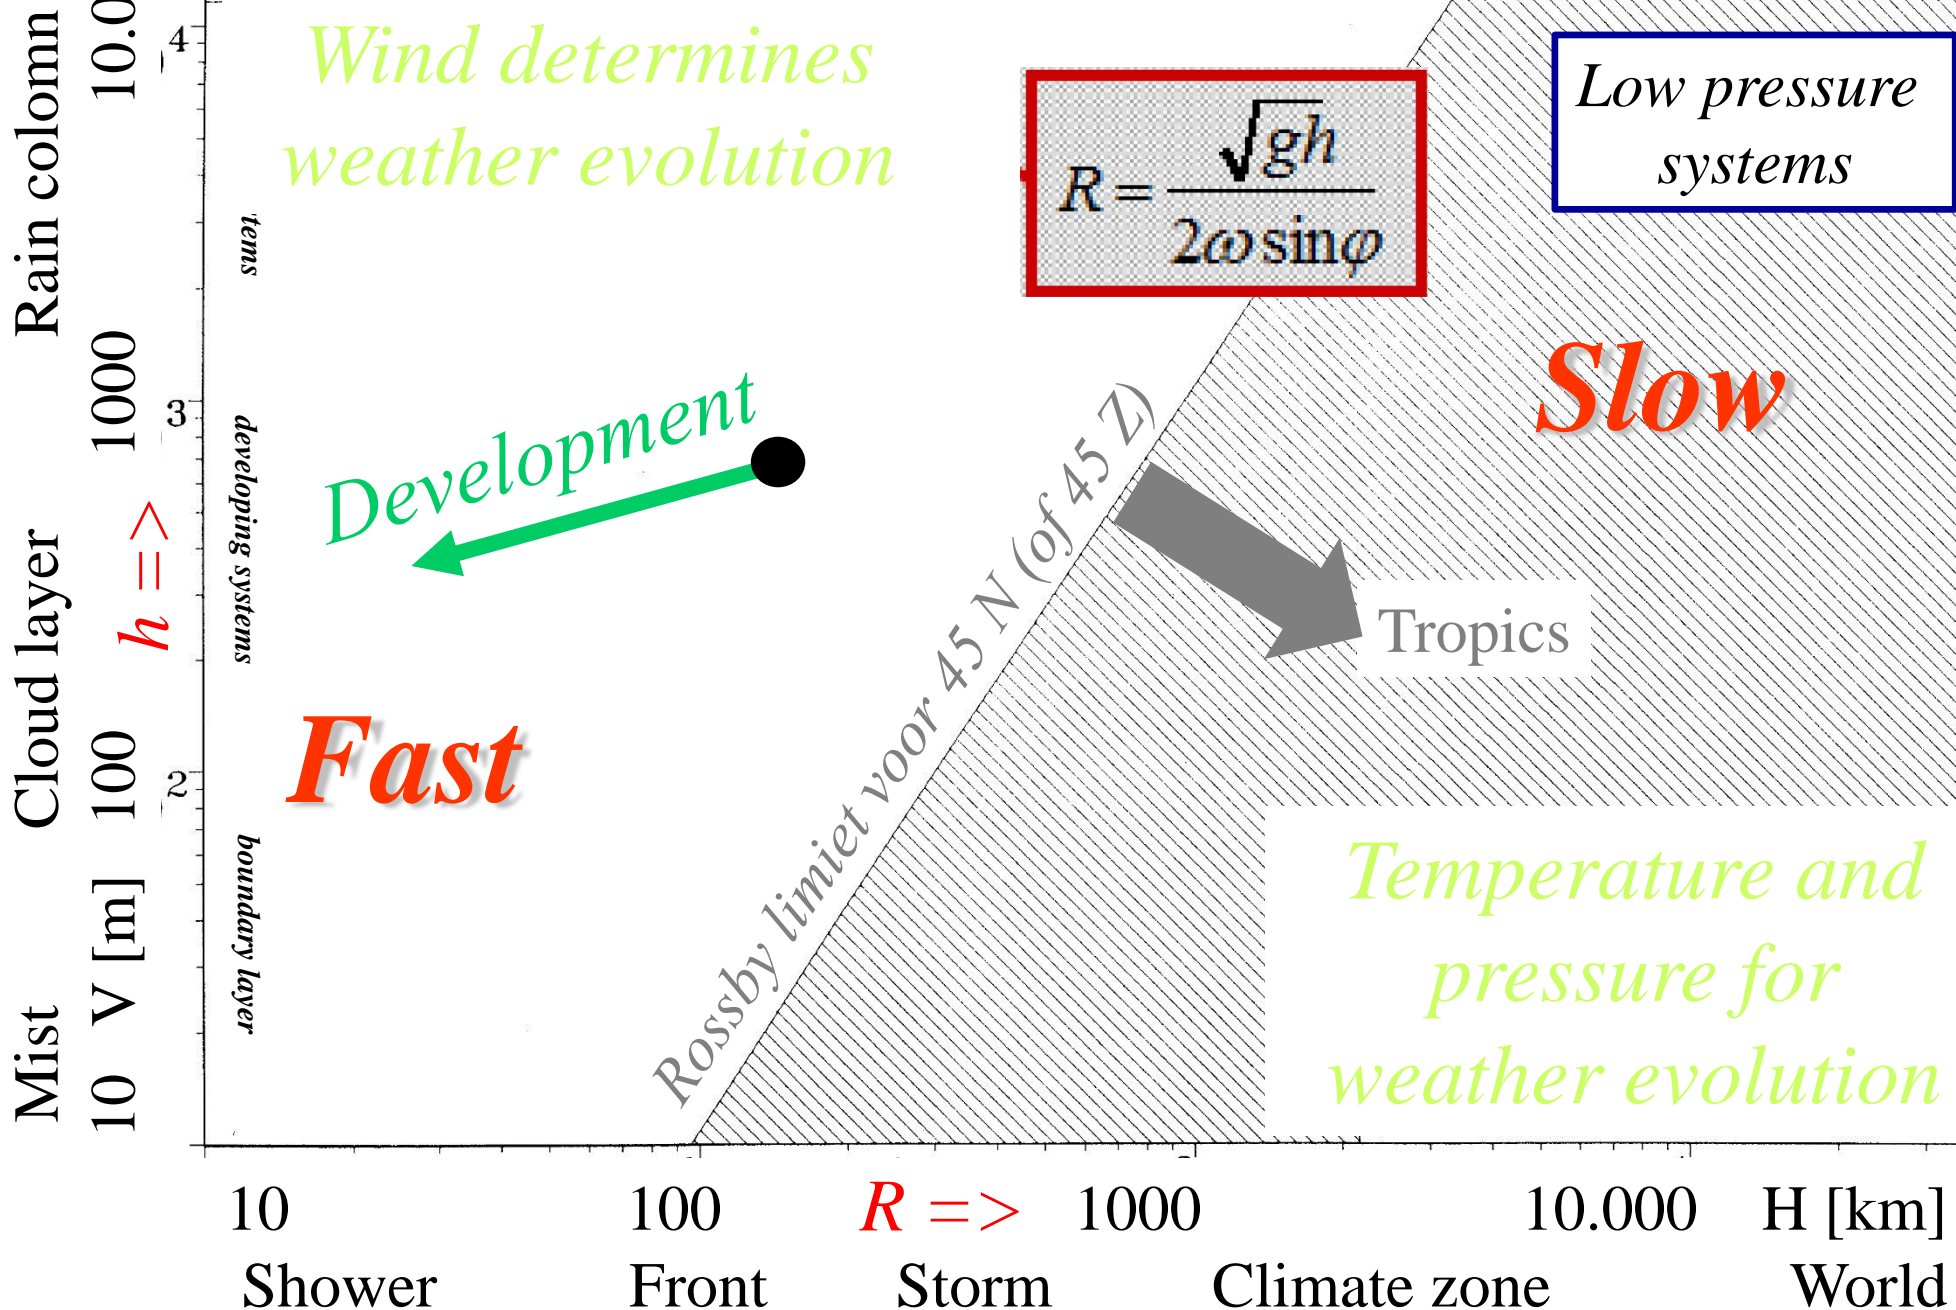 Wind determines
weather evolution
Low pressure
systems
R = √gh / 2ω sinφ
Slow
Development
Rossby limiet voor 45 N (of 45 Z)
Tropics
Fast
Temperature and
pressure for
weather evolution
Mist Cloud layer Rain colomn
10 V [m] 100 h => 1000 10.0
4
3
2
'tems
developing systems
boundary layer
10 100 R => 1000 10.000 H [km]
Shower Front Storm Climate zone World